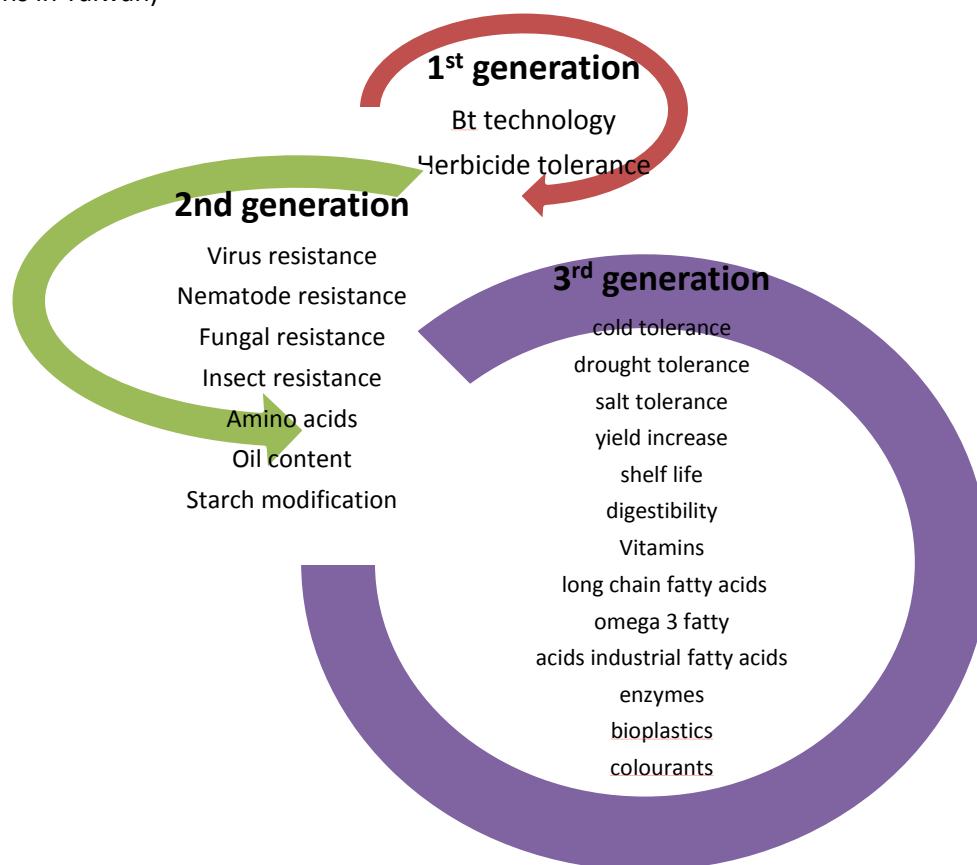 in Taiwan)
1st generation
Bt technology
Herbicide tolerance
2nd generation
Virus resistance
Nematode resistance
Fungal resistance
Insect resistance
Amino acids
Oil content
Starch modification
3rd generation
cold tolerance
drought tolerance
salt tolerance
yield increase
shelf life
digestibility
Vitamins
long chain fatty acids
omega 3 fatty
acids industrial fatty acids
enzymes
bioplastics
colourants